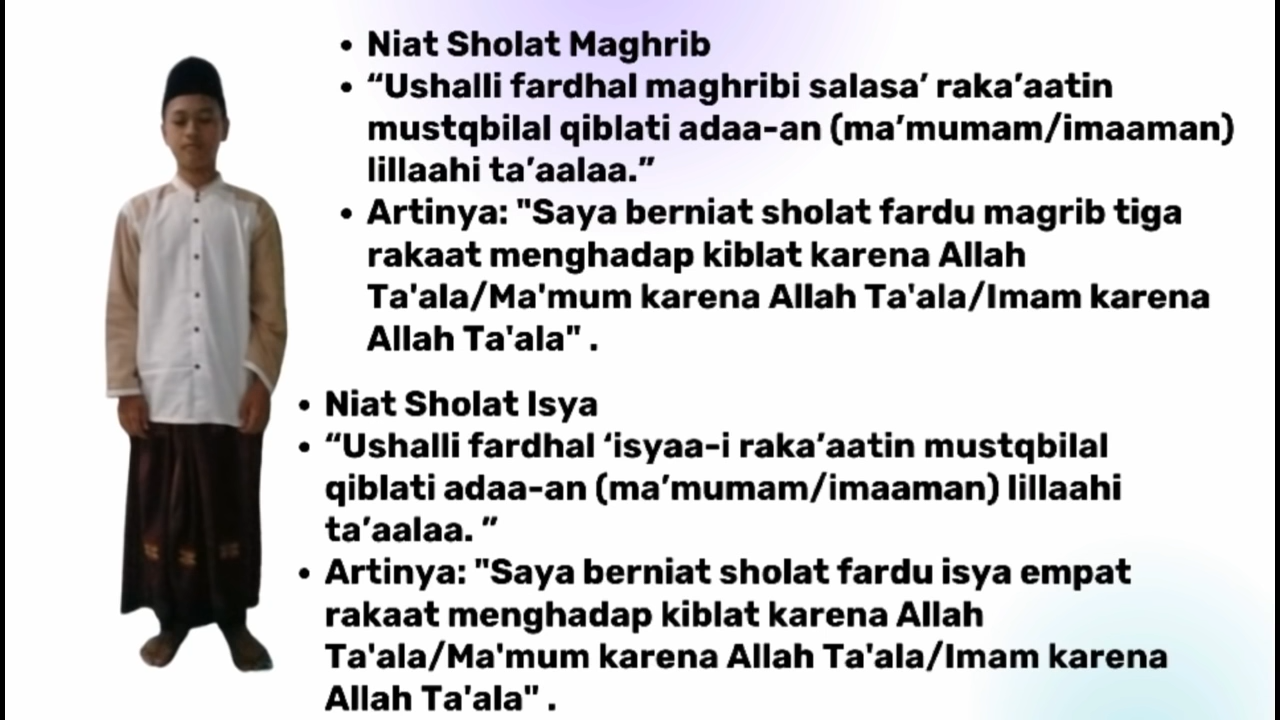 • Niat Sholat Maghrib
• “Ushalli fardhal maghribi salasa’ raka’aatin
mustqbilal qiblati adaa-an (ma’mumam/imaaman)
lillaahi ta’aalaa.”
• Artinya: "Saya berniat sholat fardu magrib tiga
rakaat menghadap kiblat karena Allah
Ta'ala/Ma'mum karena Allah Ta'ala/Imam karena
Allah Ta'ala" .
• Niat Sholat Isya
• “Ushalli fardhal ‘isyaa-i raka’aatin mustqbilal
qiblati adaa-an (ma’mumam/imaaman) lillaahi
ta’aalaa. ”
• Artinya: "Saya berniat sholat fardu isya empat
rakaat menghadap kiblat karena Allah
Ta'ala/Ma'mum karena Allah Ta'ala/Imam karena
Allah Ta'ala" .